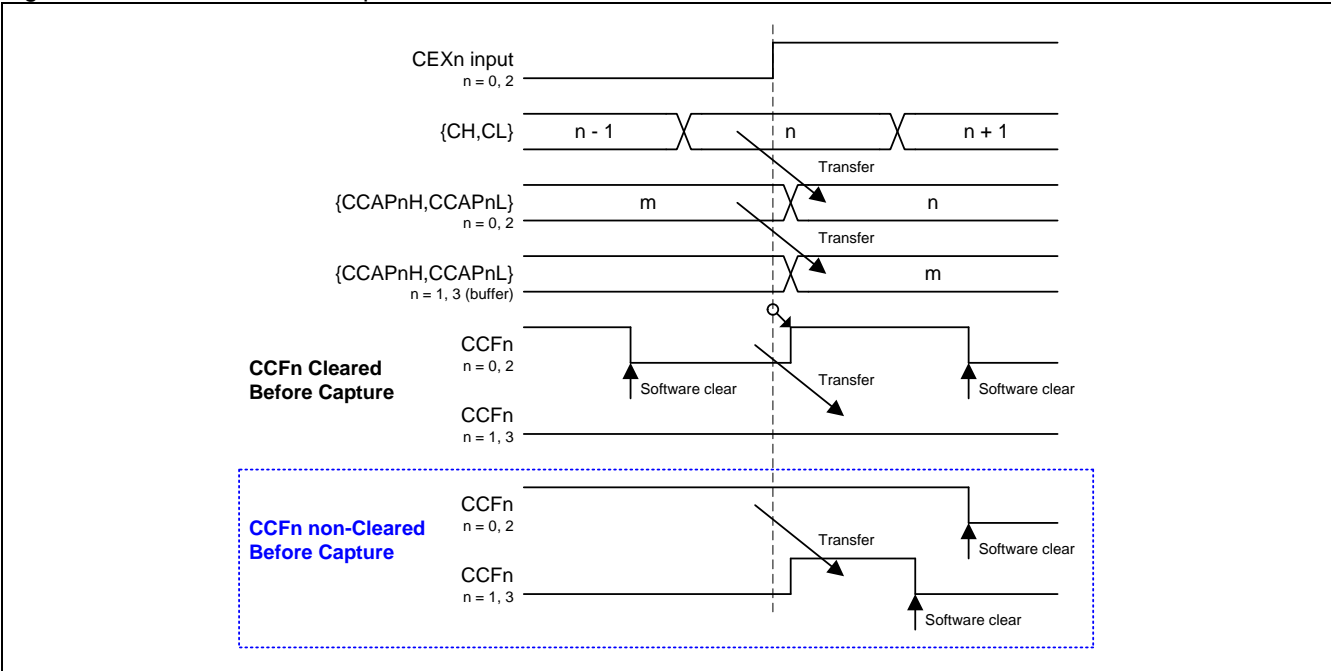 CEXn input
n = 0, 2
{CH,CL}
n - 1
n
n + 1
Transfer
{CCAPnH,CCAPnL}
n = 0, 2
m
n
Transfer
{CCAPnH,CCAPnL}
n = 1, 3 (buffer)
m
CCFn Cleared
Before Capture
CCFn
n = 0, 2
Software clear
Transfer
Software clear
CCFn
n = 1, 3
CCFn non-Cleared
Before Capture
CCFn
n = 0, 2
Transfer
Software clear
CCFn
n = 1, 3
Software clear